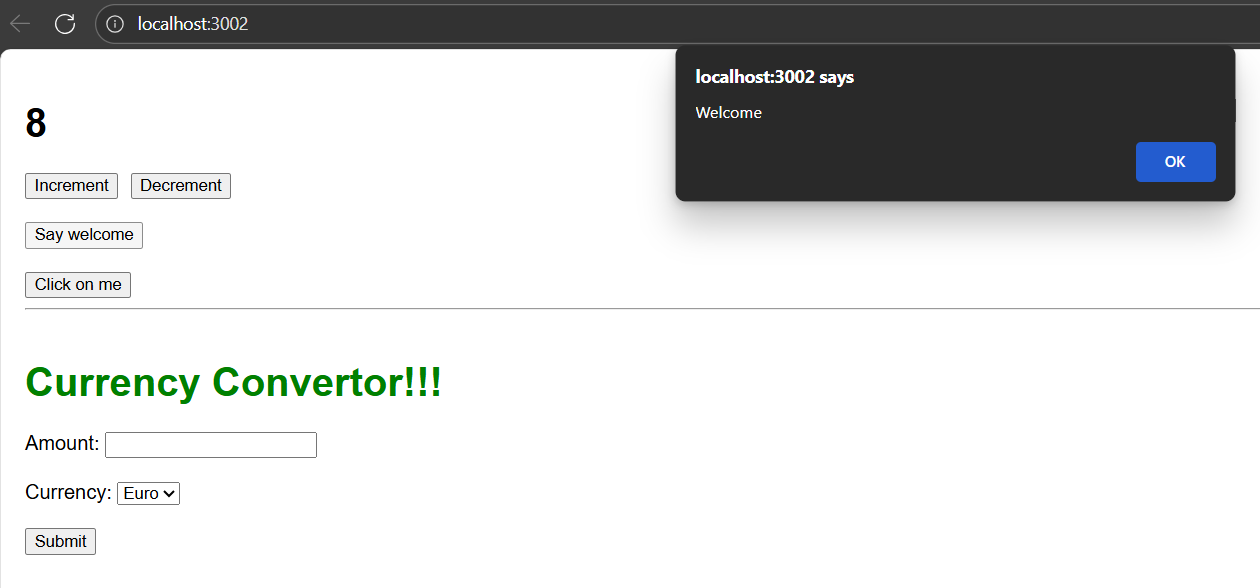 localhost:3002
localhost:3002 says
Welcome
OK
8
Increment Decrement
Say welcome
Click on me
Currency Convertor!!!
Amount:
Currency: Euro
Submit